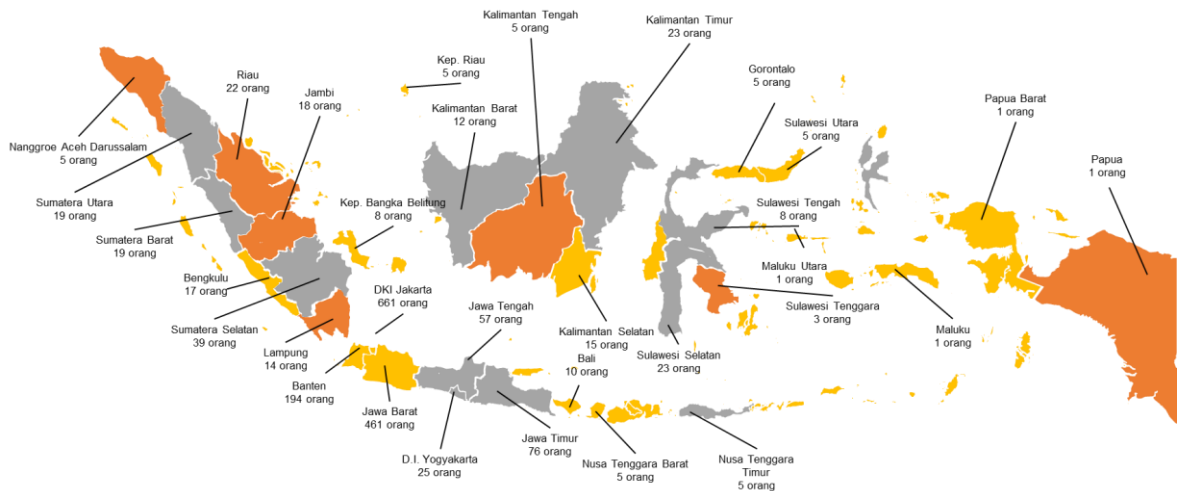 Kalimantan Tengah
5 orang
Kalimantan Timur
23 orang
Kep. Riau
5 orang
Gorontalo
5 orang
Riau
22 orang
Jambi
18 orang
Kalimantan Barat
12 orang
Papua Barat
1 orang
Sulawesi Utara
5 orang
Nanggroe Aceh Darussalam
5 orang
Papua
1 orang
Sumatera Utara
19 orang
Kep. Bangka Belitung
8 orang
Sulawesi Tengah
8 orang
Sumatera Barat
19 orang
Maluku Utara
1 orang
Bengkulu
17 orang
DKI Jakarta
661 orang
Jawa Tengah
57 orang
Sulawesi Tenggara
3 orang
Sumatera Selatan
39 orang
Kalimantan Selatan
15 orang
Maluku
1 orang
Lampung
14 orang
Bali
10 orang
Sulawesi Selatan
23 orang
Banten
194 orang
Jawa Barat
461 orang
D.I. Yogyakarta
25 orang
Jawa Timur
76 orang
Nusa Tenggara Barat
5 orang
Nusa Tenggara
Timur
5 orang